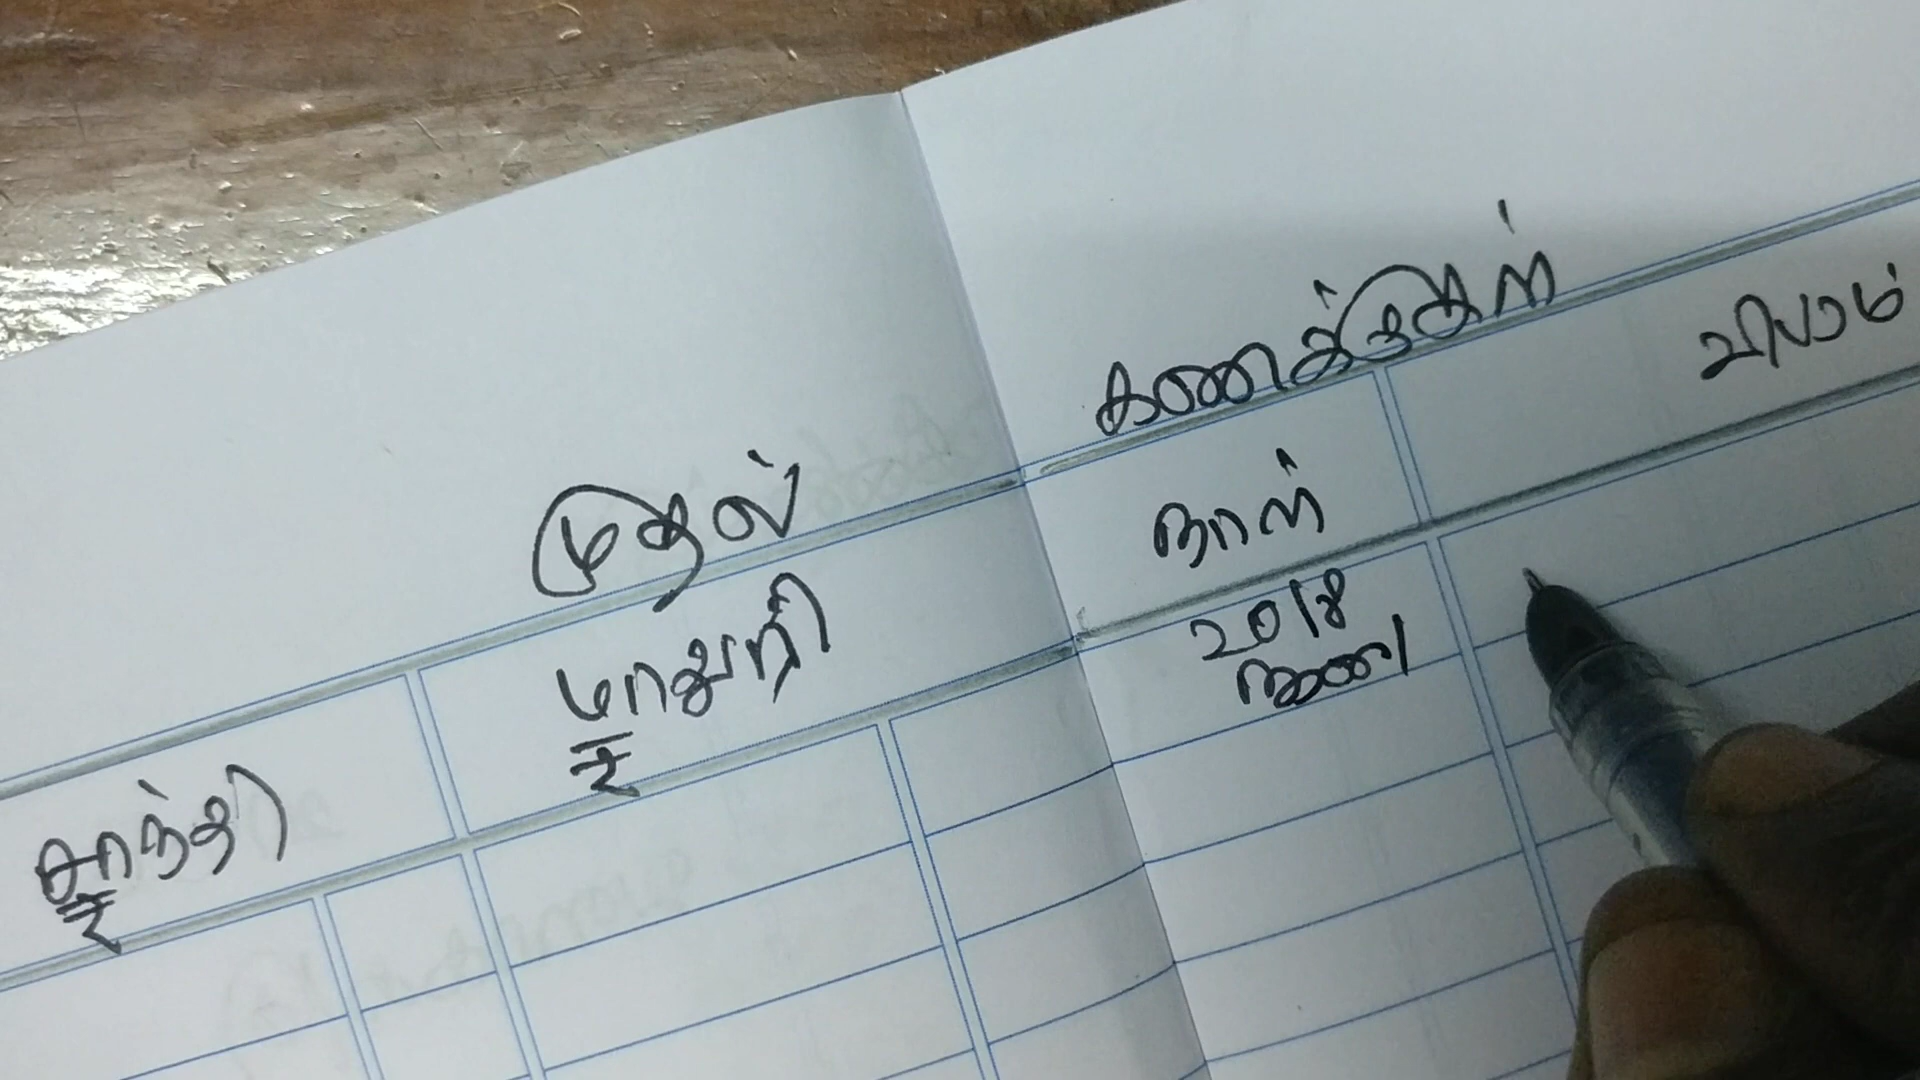 முதல் கணக்குகள்
சாந்தி
₹
மாதுரி
₹
நாள்
விபரம்
2018